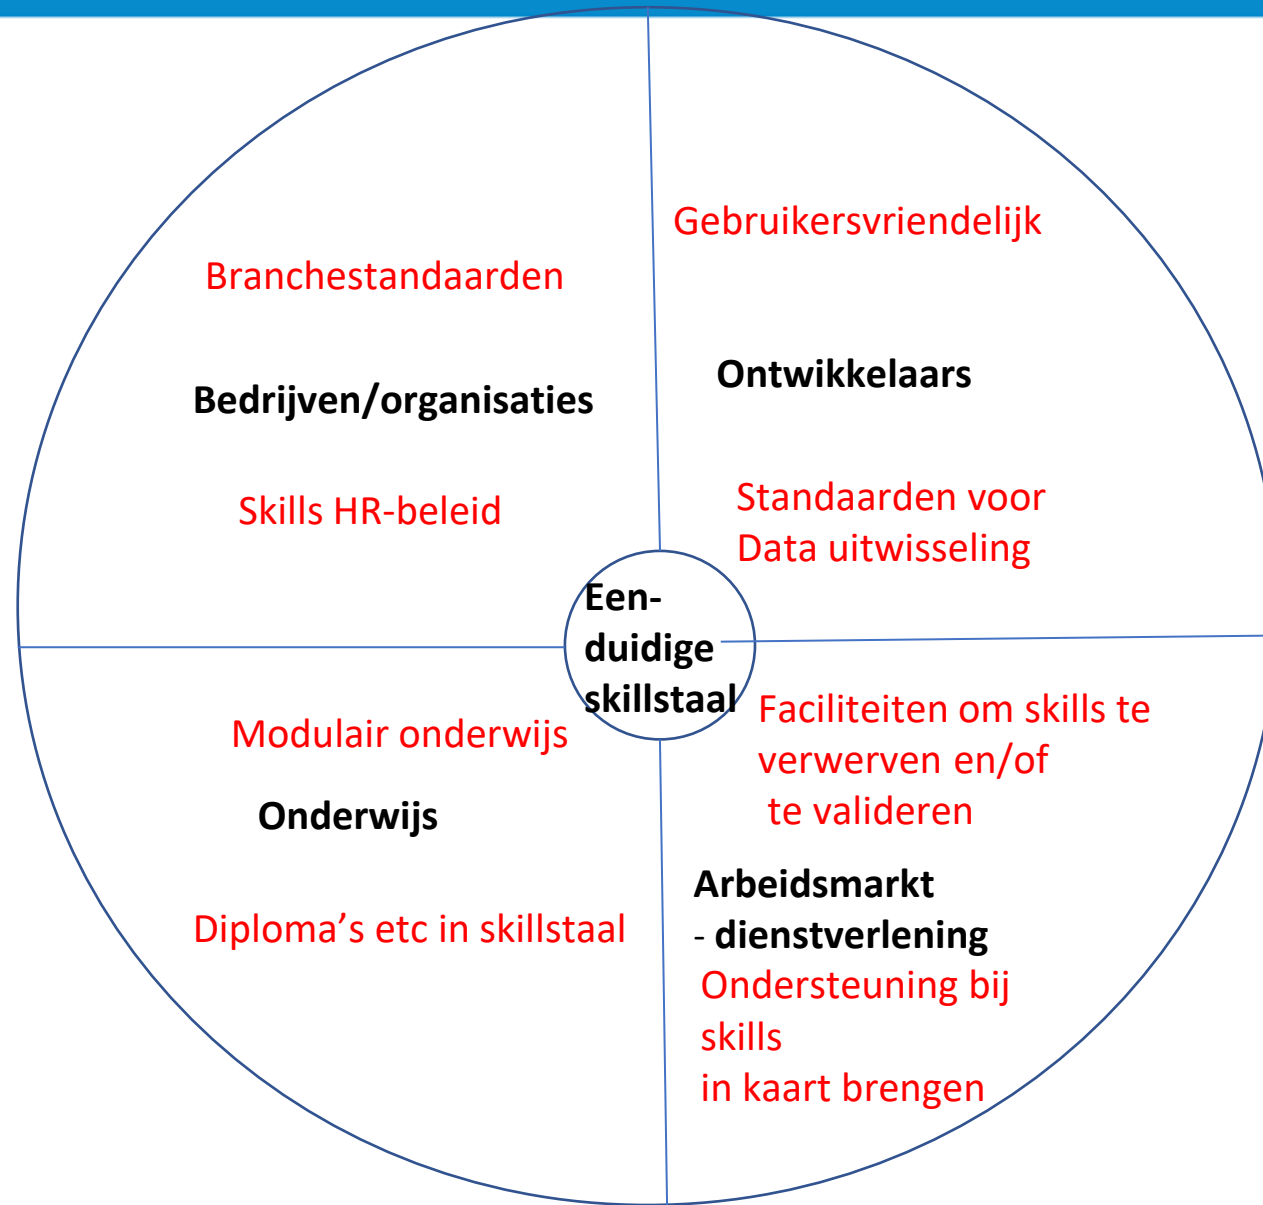 Branchestandaarden
Bedrijven/organisaties
Skills HR-beleid
Gebruikersvriendelijk
Ontwikkelaars
Standaarden voor
Data uitwisseling
Een-
duidige
skillstaal
Modulair onderwijs
Onderwijs
Diploma’s etc in skillstaal
Faciliteiten om skills te
verwerven en/of
te valideren
Arbeidsmarkt
- dienstverlening
Ondersteuning bij
skills
in kaart brengen